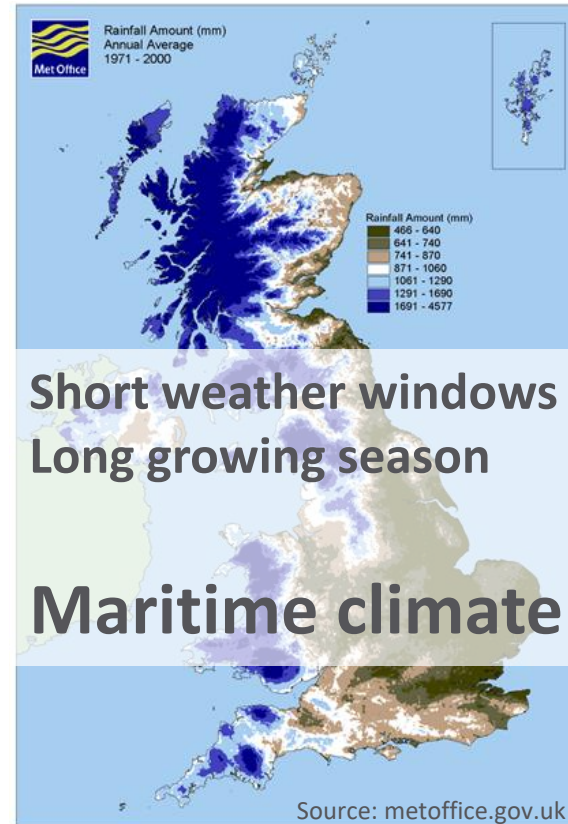 Met Office
Rainfall Amount (mm)
Annual Average
1971 - 2000
Rainfall Amount (mm)
466 - 640
641 - 740
741 - 870
871 - 1060
1061 - 1290
1291 - 1690
1691 - 4577
Short weather windows
Long growing season
Maritime climate
Source: metoffice.gov.uk